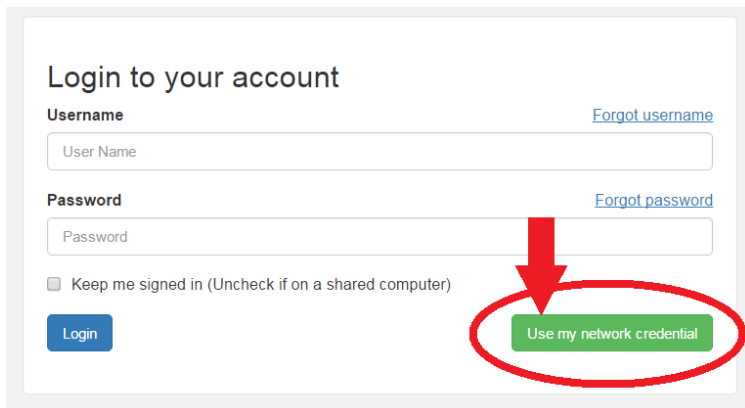 Login to your account
Username Forgot username
User Name
Password Forgot password
Password
Keep me signed in (Uncheck if on a shared computer)
Login Use my network credential